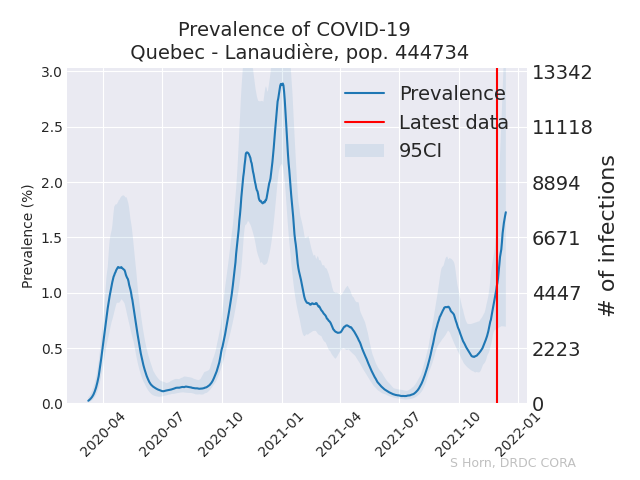 Prevalence of COVID-19
Quebec - Lanaudière, pop. 444734
3.0
2.5
2.0
1.5
1.0
0.5
0.0
Prevalence (%)
Prevalence
Latest data
95CI
13342
11118
8894
6671
4447
2223
0
# of infections
2020-04
2020-07
2020-10
2021-01
2021-04
2021-07
2021-10
2022-01
S Horn, DRDC CORA